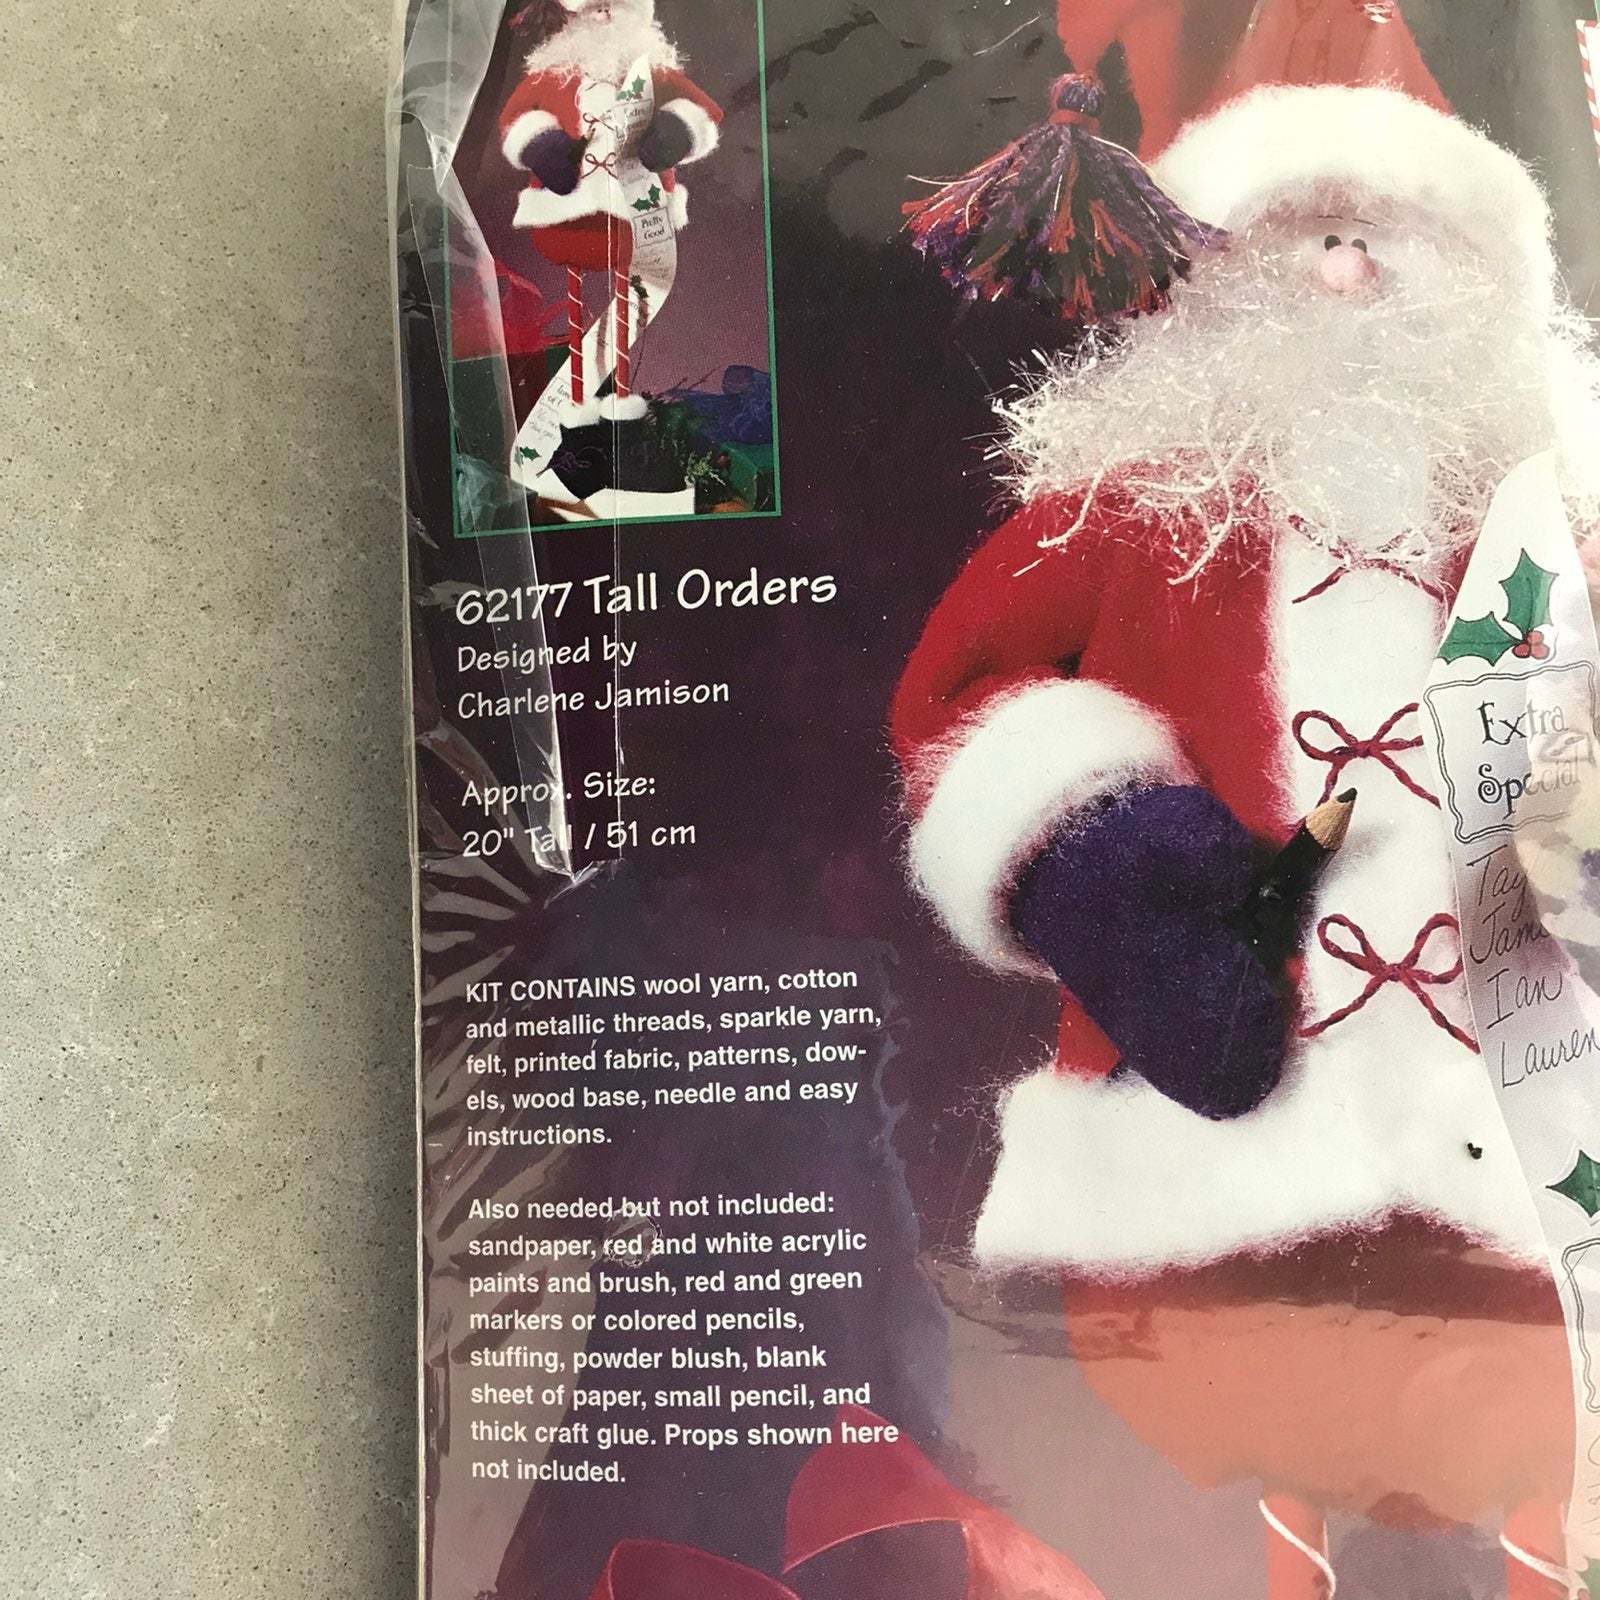 Pretty
Good
62177 Tall Orders
Designed by
Charlene Jamison
Approx. Size:
20" Tall / 51 cm
KIT CONTAINS wool yarn, cotton
and metallic threads, sparkle yarn,
felt, printed fabric, patterns, dow-
els, wood base, needle and easy
instructions.
Also needed but not included:
sandpaper, red and white acrylic
paints and brush, red and green
markers or colored pencils,
stuffing, powder blush, blank
sheet of paper, small pencil, and
thick craft glue. Props shown here
not included.
Extra
Special
Ian
Lauren